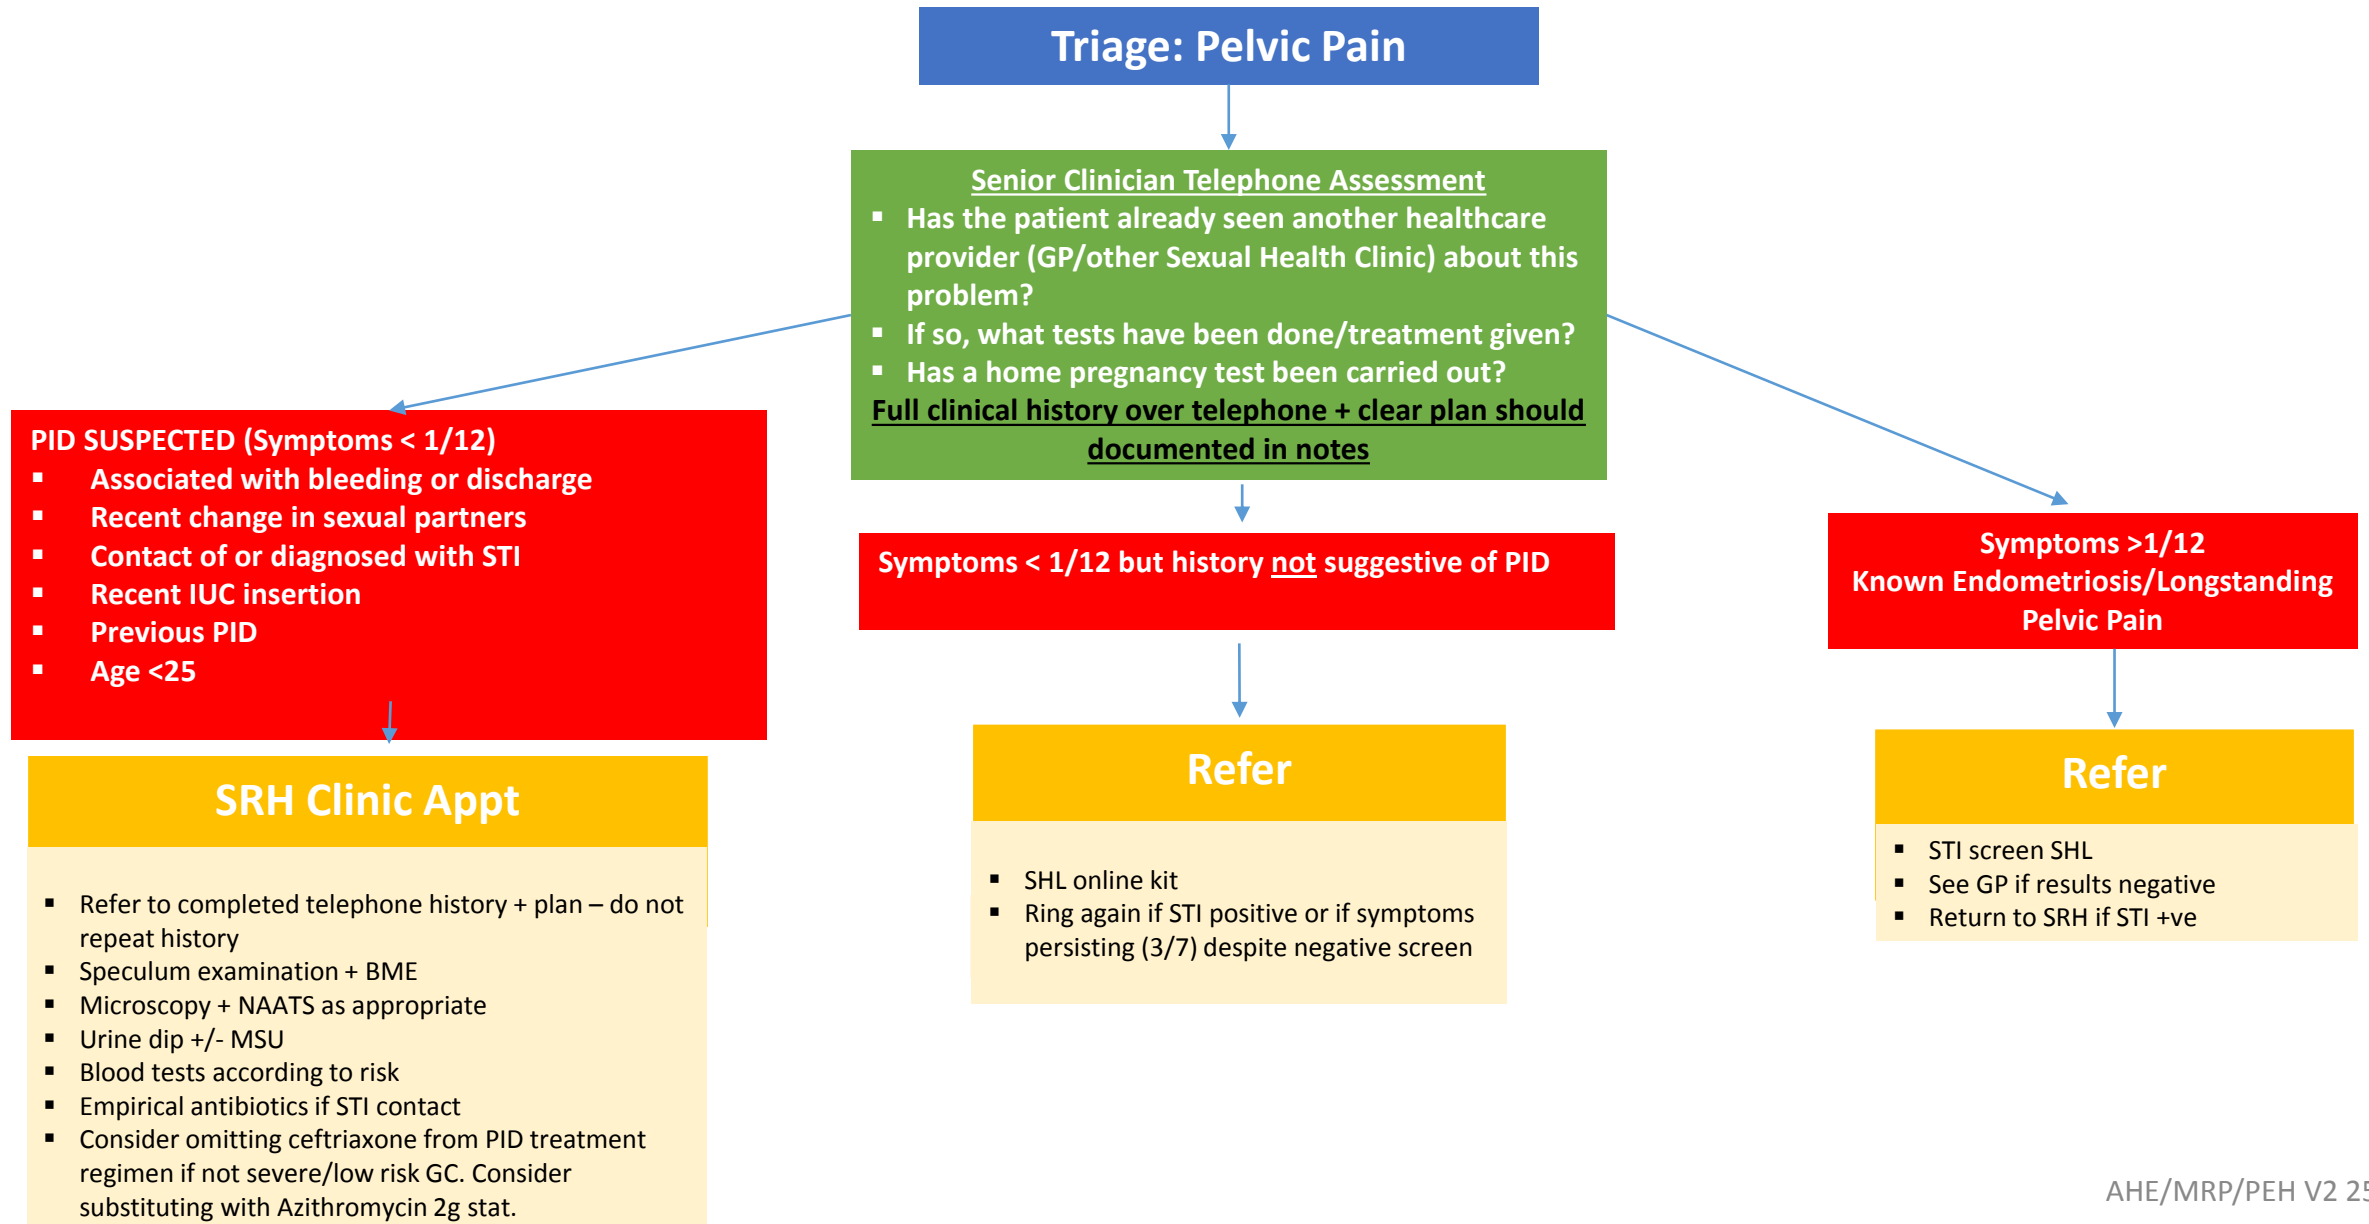 Triage: Pelvic Pain
Senior Clinician Telephone Assessment
▪ Has the patient already seen another healthcare
provider (GP/other Sexual Health Clinic) about this
problem?
▪ If so, what tests have been done/treatment given?
▪ Has a home pregnancy test been carried out?
Full clinical history over telephone + clear plan should
documented in notes
PID SUSPECTED (Symptoms < 1/12)
▪ Associated with bleeding or discharge
▪ Recent change in sexual partners
▪ Contact of or diagnosed with STI
▪ Recent IUC insertion
▪ Previous PID
▪ Age <25
Symptoms < 1/12 but history not suggestive of PID
Symptoms >1/12
Known Endometriosis/Longstanding
Pelvic Pain
SRH Clinic Appt
▪ Refer to completed telephone history + plan – do not
repeat history
▪ Speculum examination + BME
▪ Microscopy + NAATS as appropriate
▪ Urine dip +/- MSU
▪ Blood tests according to risk
▪ Empirical antibiotics if STI contact
▪ Consider omitting ceftriaxone from PID treatment
regimen if not severe/low risk GC. Consider
substituting with Azithromycin 2g stat.
Refer
▪ SHL online kit
▪ Ring again if STI positive or if symptoms
persisting (3/7) despite negative screen
Refer
▪ STI screen SHL
▪ See GP if results negative
▪ Return to SRH if STI +ve
AHE/MRP/PEH V2 25